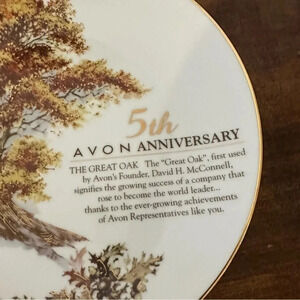 5th
AVON ANNIVERSARY
THE GREAT OAK The "Great Oak", first used
by Avon's Founder, David H. McConnell,
signifies the growing success of a company that
rose to become the world leader...
thanks to the ever-growing achievements
of Avon Representatives like you.